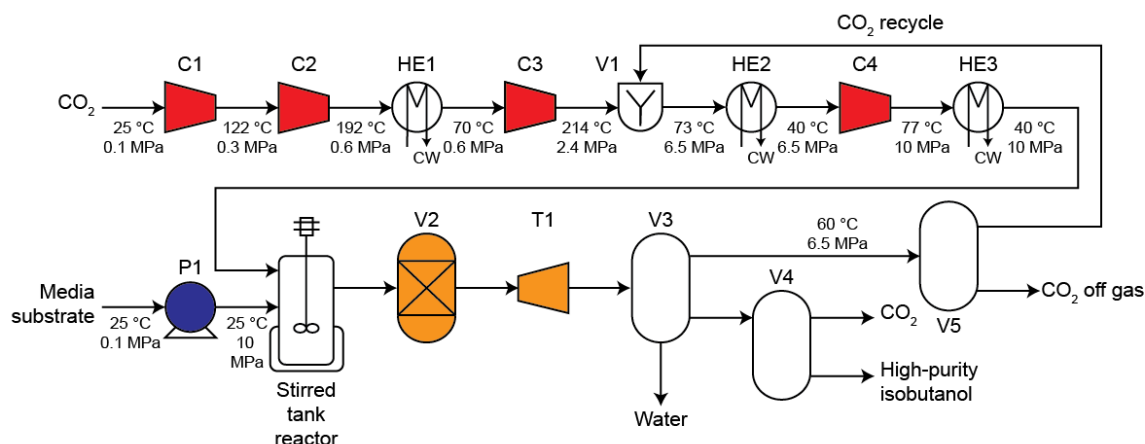 CO₂ recycle
C1
C2
HE1
C3
V1
HE2
C4
HE3
CO₂
25 °C
0.1 MPa
122 °C
0.3 MPa
192 °C
0.6 MPa
CW
70 °C
0.6 MPa
214 °C
2.4 MPa
73 °C
6.5 MPa
CW
40 °C
6.5 MPa
77 °C
10 MPa
CW
40 °C
10 MPa
P1
V2
T1
V3
60 °C
6.5 MPa
V4
V5
Media
substrate
25 °C
0.1 MPa
25 °C
10
MPa
Stirred
tank
reactor
CO₂ off gas
CO₂
High-purity
isobutanol
Water